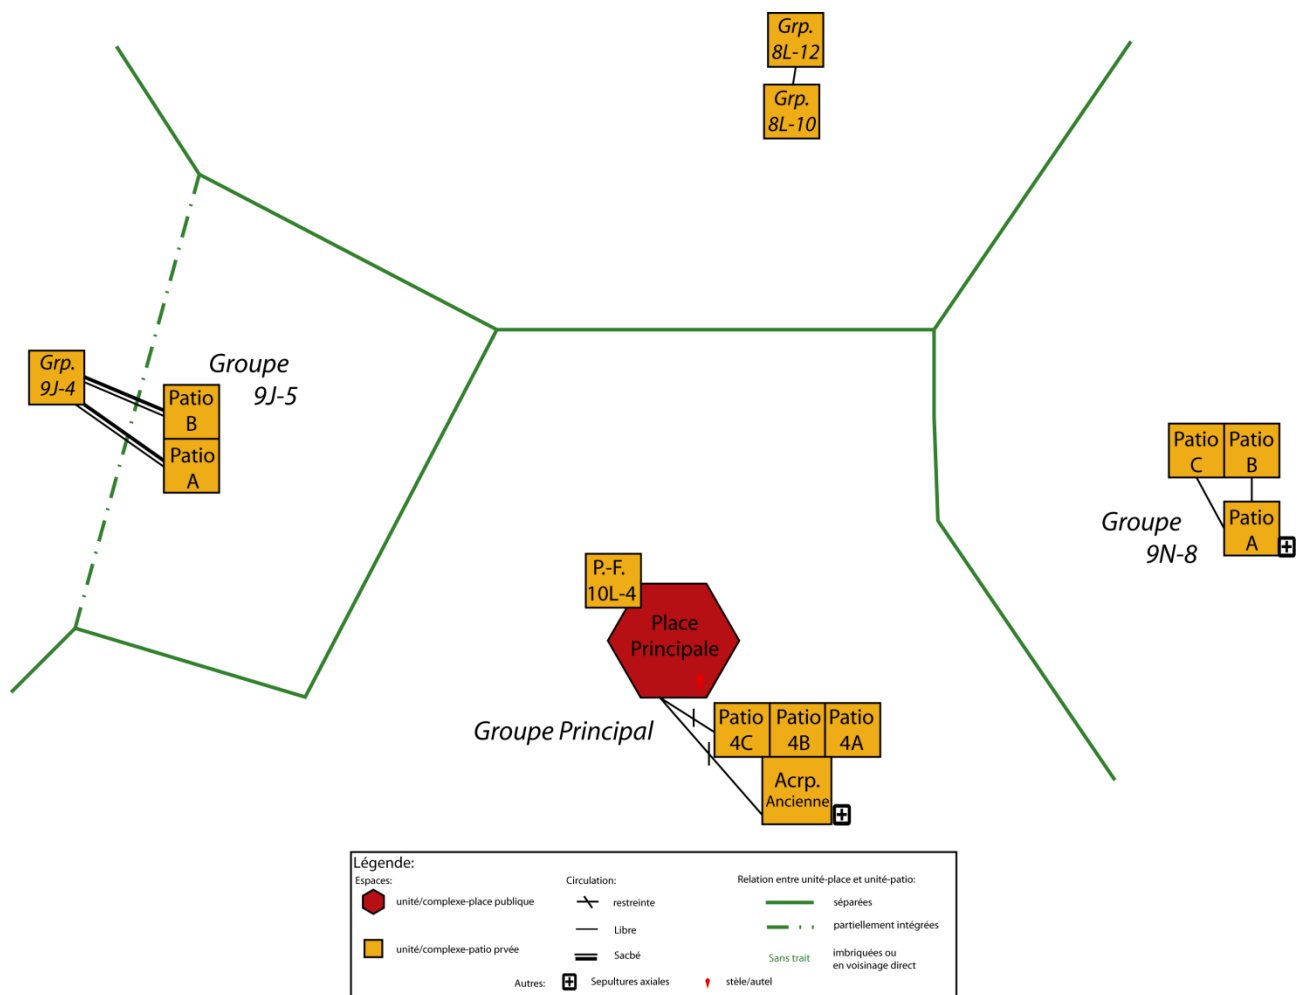 Grp.
8L-12
Grp.
8L-10
Grp.
9J-4
Patio
B
Patio
A
Groupe
9J-5
Patio
C
Patio
B
Patio
A
Groupe
9N-8
P.-F.
10L-4
Place
Principale
Groupe Principal
Patio
4C
Patio
4B
Patio
4A
Acrp.
Ancienne
Légende:
Espaces:
unité/complexe-place publique
unité/complexe-patio prvée
Circulation:
restreinte
Libre
Sacbé
Relation entre unité-place et unité-patio:
séparées
partiellement intégrées
Sans trait
imbriquées ou
en voisinage direct
Autres:
Sepultures axiales
stèle/autel